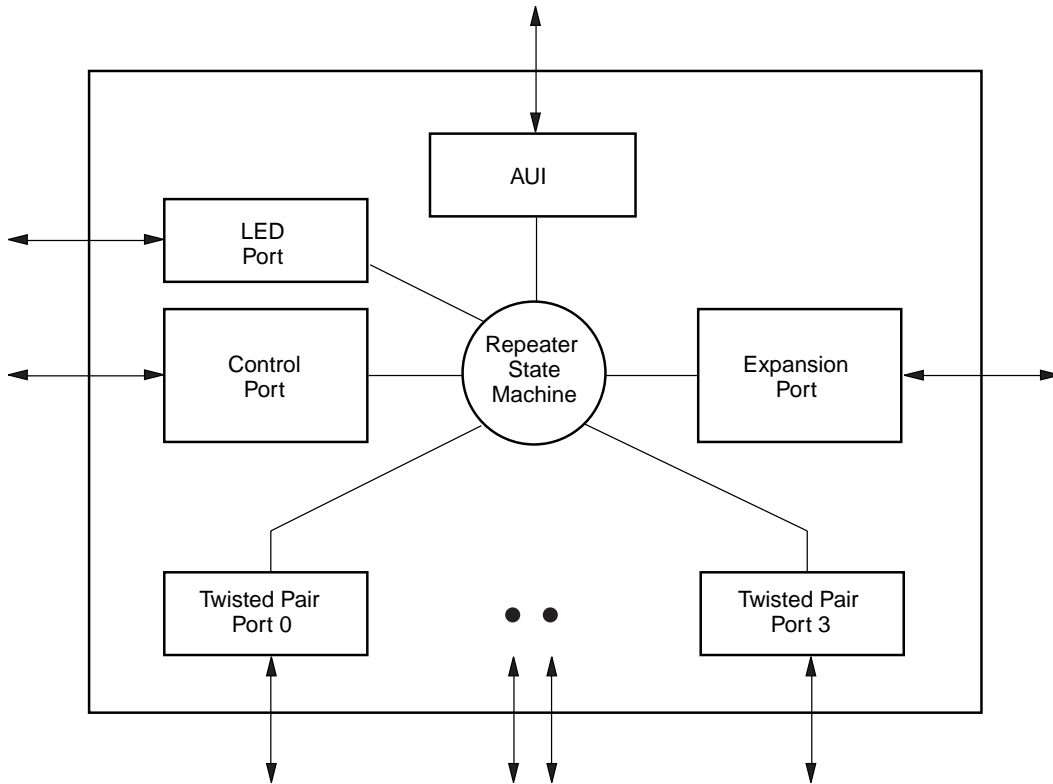 AUI
LED
Port
Control
Port
Repeater
State
Machine
Expansion
Port
Twisted Pair
Port 0
Twisted Pair
Port 3